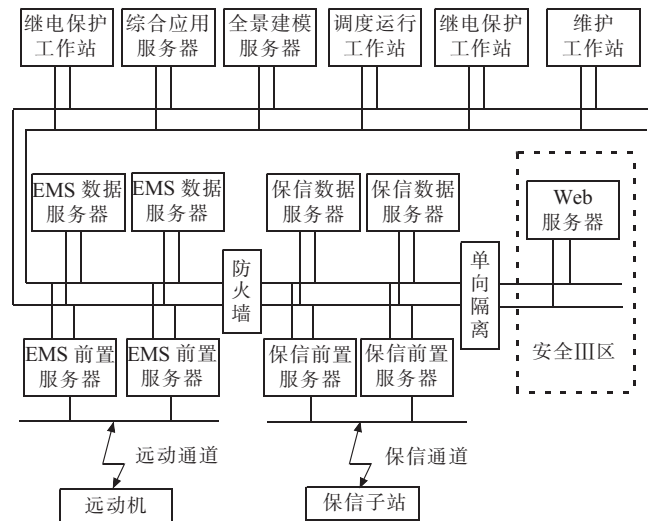 继电保护
工作站
综合应用
服务器
全景建模
服务器
调度运行
工作站
继电保护
工作站
维护
工作站
EMS 数据
服务器
EMS 数据
服务器
保信数据
服务器
保信数据
服务器
Web
服务器
防
火
墙
单
向
隔
离
EMS 前置
服务器
EMS 前置
服务器
保信前置
服务器
保信前置
服务器
安全III区
远动通道
保信通道
远动机
保信子站